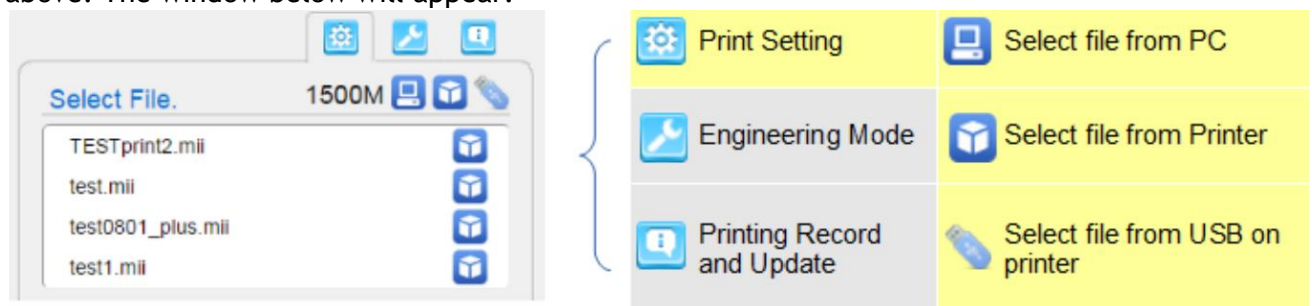 above. The window below will appear.
Select File. 1500M
TESTprint2.mii
test.mii
test0801_plus.mii
test1.mii
Print Setting
Select file from PC
Engineering Mode
Select file from Printer
Printing Record
and Update
Select file from USB on
printer